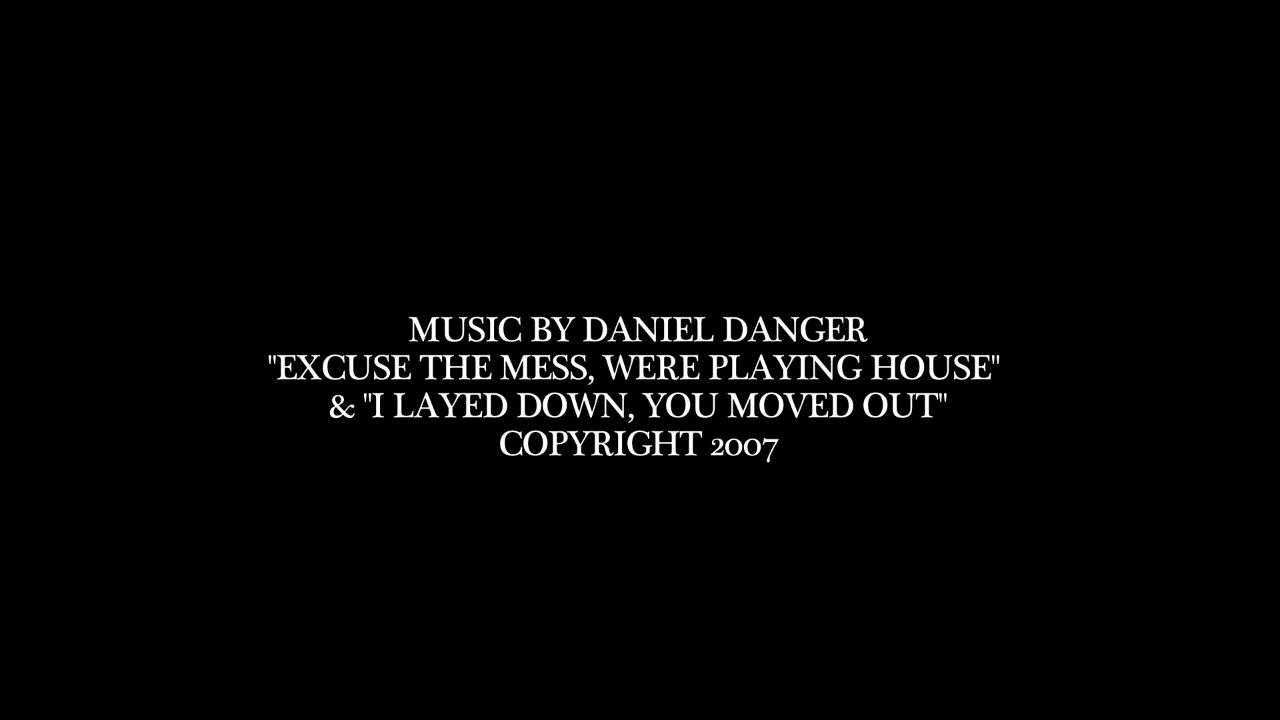 MUSIC BY DANIEL DANGER
"EXCUSE THE MESS, WERE PLAYING HOUSE"
& "I LAYED DOWN, YOU MOVED OUT"
COPYRIGHT 2007